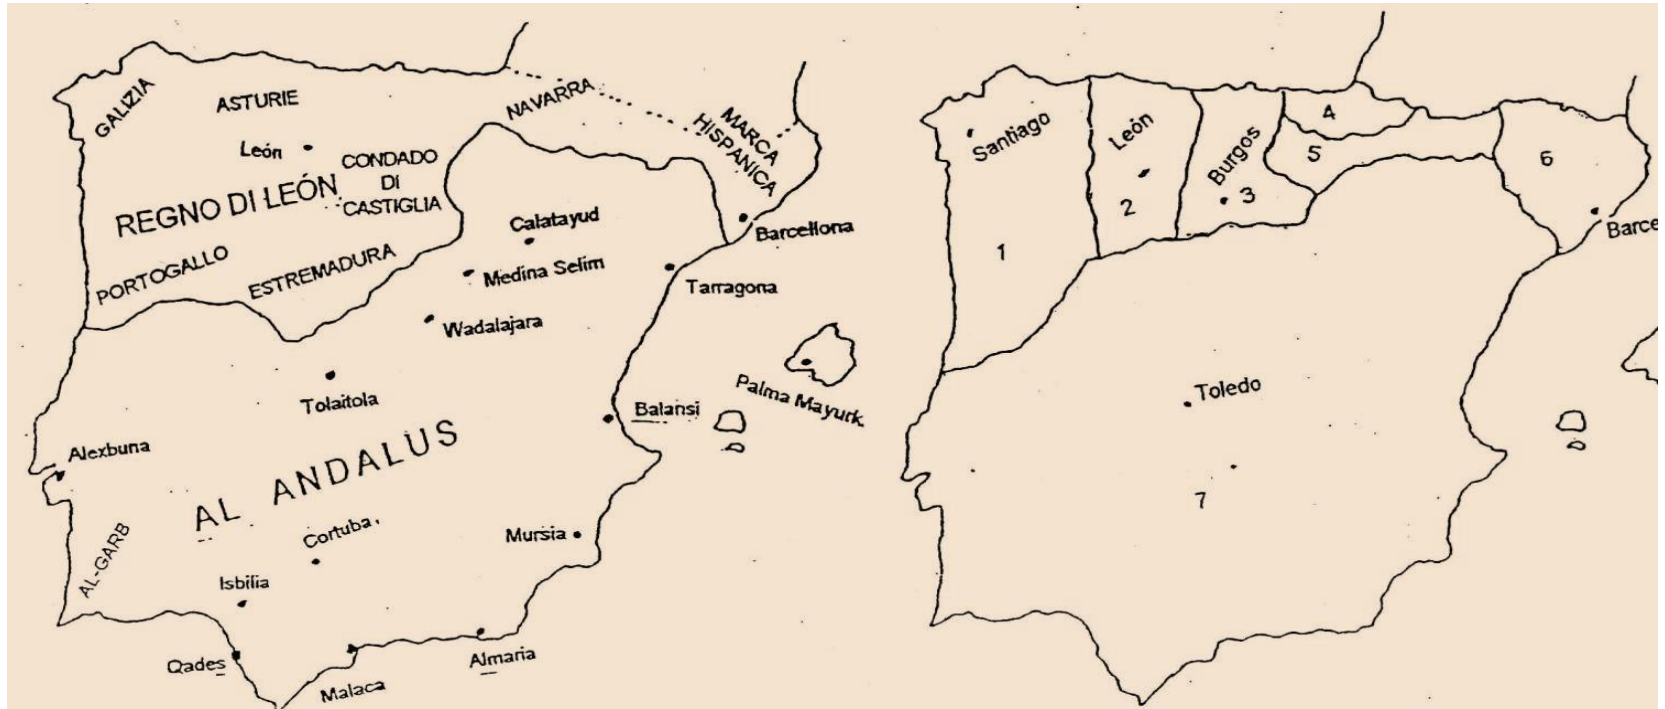 GALIZIA
ASTURIE
NAVARRA
MARCA
HISPANICA
León
CONDADO
DI
CASTIGLIA
REGNO DI LEÓN
PORTOGALLO
ESTREMADURA
Calatayud
Barcellona
Medina Selim
Tarragona
Wadalajara
Tolaitola
Palma Mayurk.
Balansi
Alexbuna
AL ANDALUS
Cortuba.
Mursia
AL-GARB
Isbilia
Qades
Almaria
Malaca
Santiago
León
Burgos
4
5
6
2
3
1
Barce
Toledo
7